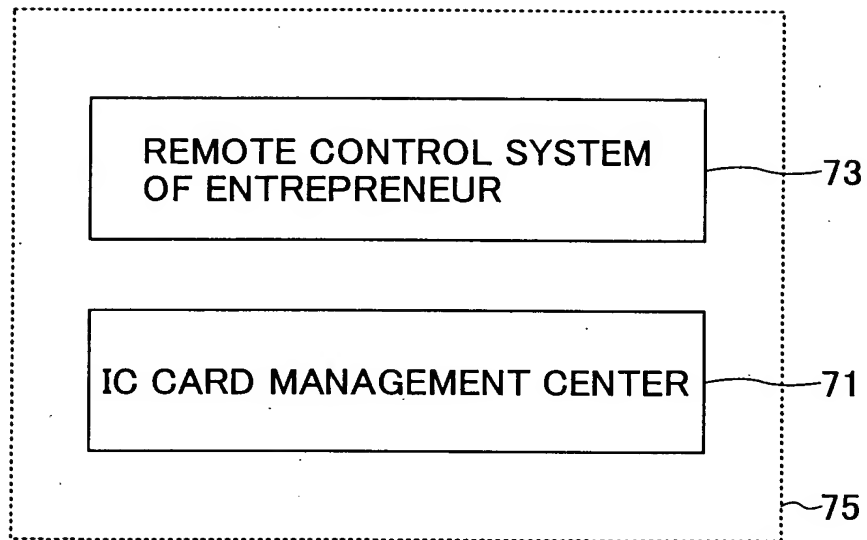 REMOTE CONTROL SYSTEM
OF ENTREPRENEUR
73
IC CARD MANAGEMENT CENTER
71
75